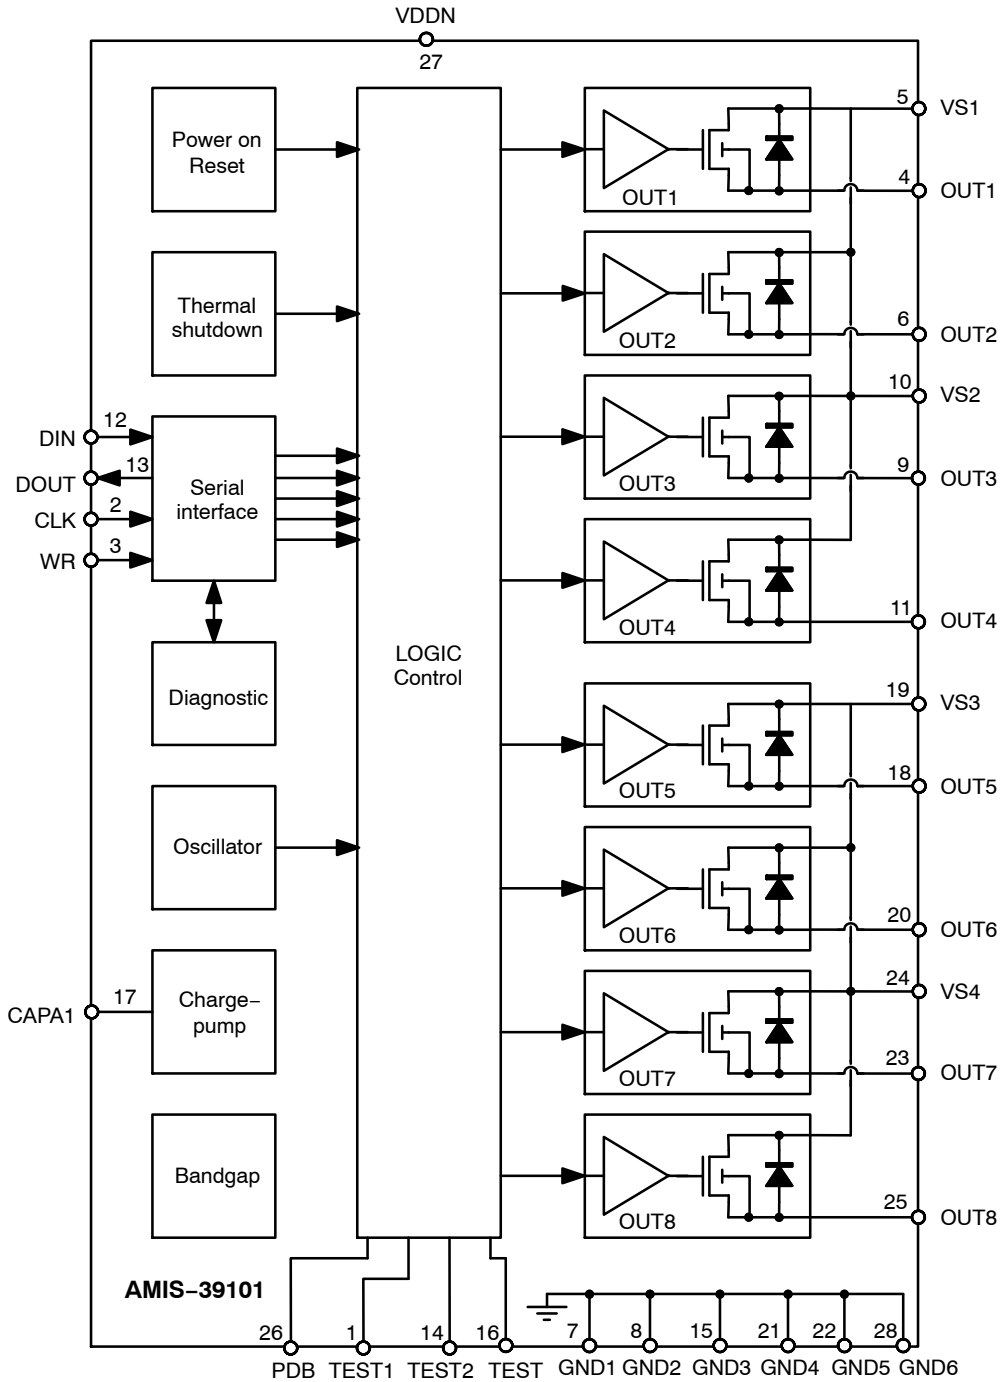 VDDN
27
Power on
Reset
Thermal
shutdown
DIN
12
DOUT
13
CLK
2
WR
3
Serial
interface
Diagnostic
Oscillator
CAPA1
17
Charge–
pump
Bandgap
LOGIC
Control
OUT1
5
VS1
4
OUT1
OUT2
6
OUT2
10
VS2
OUT3
9
OUT3
OUT4
11
OUT4
19
VS3
OUT5
18
OUT5
OUT6
20
OUT6
24
VS4
OUT7
23
OUT7
OUT8
25
OUT8
AMIS–39101
26
PDB
1
TEST1
14
TEST2
16
TEST
7
GND1
8
GND2
15
GND3
21
GND4
22
GND5
28
GND6